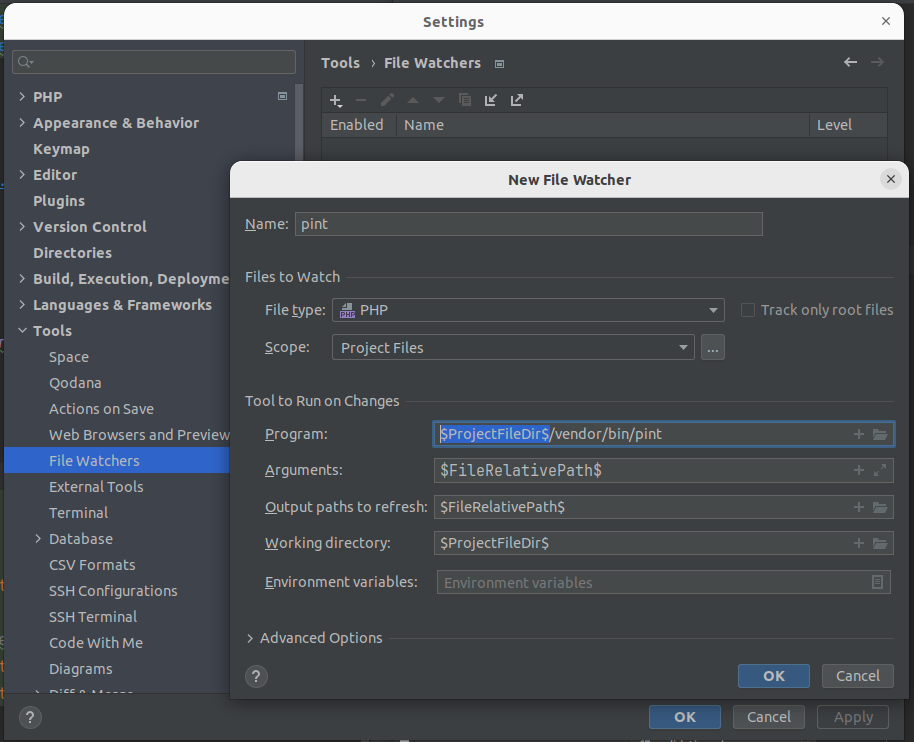 Settings
Tools › File Watchers
PHP
Appearance & Behavior
Keymap
Editor
Plugins
Version Control
Directories
Build, Execution, Deployme
Languages & Frameworks
Tools
Space
Qodana
Actions on Save
Web Browsers and Preview
File Watchers
External Tools
Terminal
Database
CSV Formats
SSH Configurations
SSH Terminal
Code With Me
Diagrams
Enabled Name Level
New File Watcher
Name: pint
Files to Watch
File type: PHP Track only root files
Scope: Project Files ...
Tool to Run on Changes
Program: $ProjectFileDir$/vendor/bin/pint
Arguments: $FileRelativePath$
Output paths to refresh: $FileRelativePath$
Working directory: $ProjectFileDir$
Environment variables: Environment variables
Advanced Options
? OK Cancel
? OK Cancel Apply